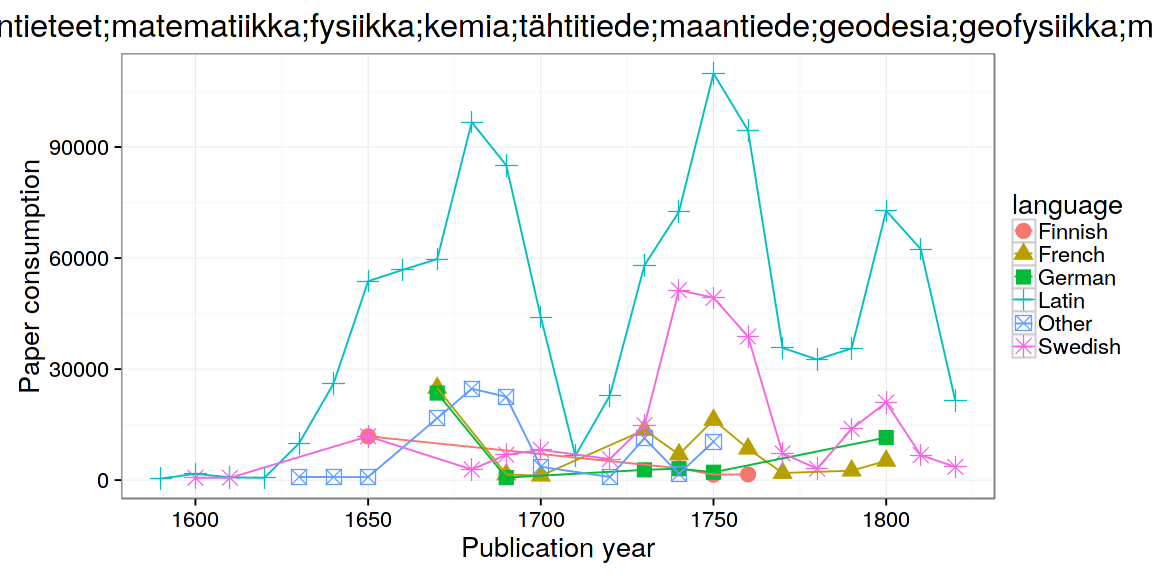 ntieteet;matematiikka;fysiikka;kemia;tähtitiede;maantiede;geodesia;geofysiikka;m
Paper consumption
90000
60000
30000
0
1600
1650
1700
1750
1800
Publication year
language
Finnish
French
German
Latin
Other
Swedish